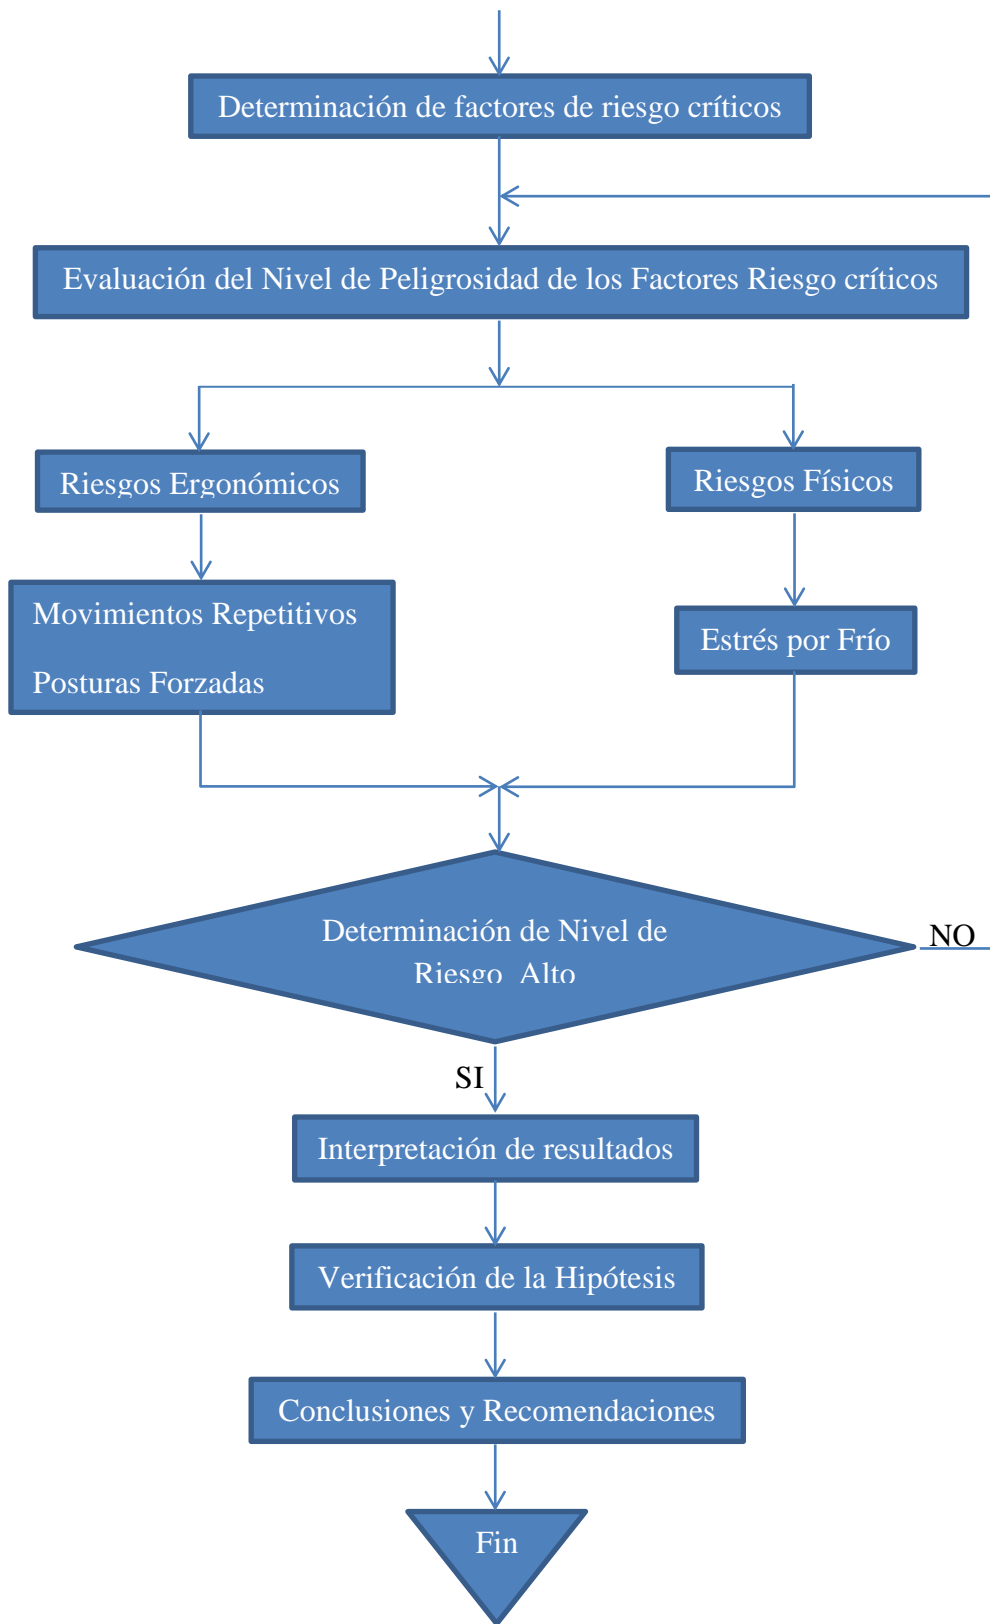 Determinación de factores de riesgo críticos
Evaluación del Nivel de Peligrosidad de los Factores Riesgo críticos
Riesgos Ergonómicos
Riesgos Físicos
Movimientos Repetitivos
Posturas Forzadas
Estrés por Frío
Determinación de Nivel de
Riesgo Alto
NO
SI
Interpretación de resultados
Verificación de la Hipótesis
Conclusiones y Recomendaciones
Fin